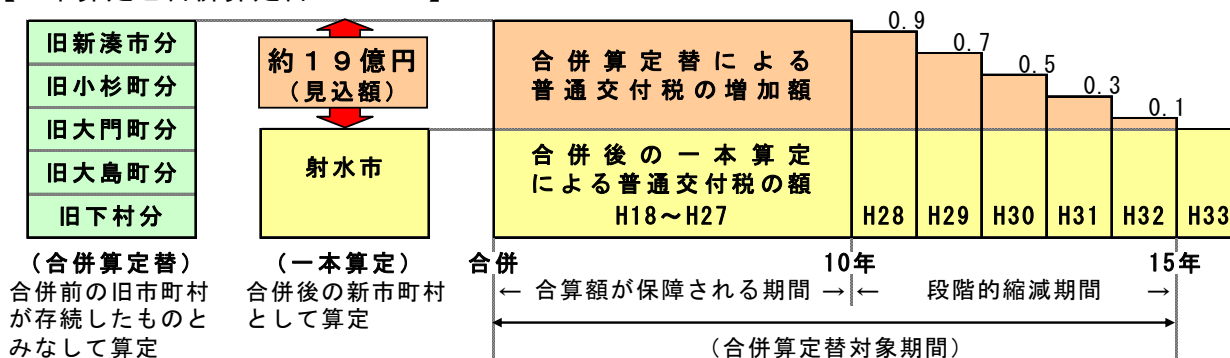 旧新湊市分
旧小杉町分
旧大門町分
旧大島町分
旧下村分
(合併算定替)
合併前の旧市町村
が存続したものと
みなして算定
約19億円
(見込額)
射水市
(一本算定)
合併後の新市町村
として算定
合併算定替による
普通交付税の増加額
合併後の一本算定
による普通交付税の額
H18～H27
0.9
0.7
0.5
0.3
0.1
H28
H29
H30
H31
H32
H33
合併
10年
15年
← 合算額が保障される期間 →
← 段階的縮減期間 →
(合併算定替対象期間)